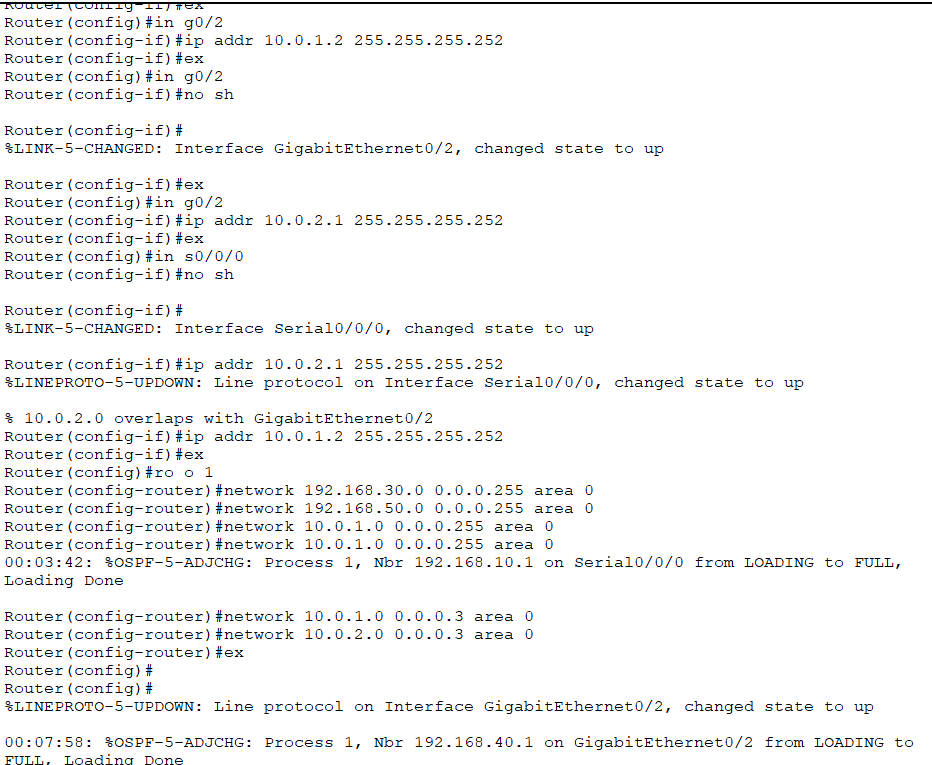 Router(config-if)#ex
Router(config)#in g0/2
Router(config-if)#ip addr 10.0.1.2 255.255.255.252
Router(config-if)#ex
Router(config)#in g0/2
Router(config-if)#no sh
Router(config-if)#
%LINK-5-CHANGED: Interface GigabitEthernet0/2, changed state to up
Router(config-if)#ex
Router(config)#in g0/2
Router(config-if)#ip addr 10.0.2.1 255.255.255.252
Router(config-if)#ex
Router(config)#in s0/0/0
Router(config-if)#no sh
Router(config-if)#
%LINK-5-CHANGED: Interface Serial0/0/0, changed state to up
Router(config-if)#ip addr 10.0.2.1 255.255.255.252
%LINEPROTO-5-UPDOWN: Line protocol on Interface Serial0/0/0, changed state to up
% 10.0.2.0 overlaps with GigabitEthernet0/2
Router(config-if)#ip addr 10.0.1.2 255.255.255.252
Router(config-if)#ex
Router(config)#ro o 1
Router(config-router)#network 192.168.30.0 0.0.0.255 area 0
Router(config-router)#network 192.168.50.0 0.0.0.255 area 0
Router(config-router)#network 10.0.1.0 0.0.0.255 area 0
Router(config-router)#network 10.0.1.0 0.0.0.255 area 0
00:03:42: %OSPF-5-ADJCHG: Process 1, Nbr 192.168.10.1 on Serial0/0/0 from LOADING to FULL,
Loading Done
Router(config-router)#network 10.0.1.0 0.0.0.3 area 0
Router(config-router)#network 10.0.2.0 0.0.0.3 area 0
Router(config-router)#ex
Router(config)#
Router(config)#
%LINEPROTO-5-UPDOWN: Line protocol on Interface GigabitEthernet0/2, changed state to up
00:07:58: %OSPF-5-ADJCHG: Process 1, Nbr 192.168.40.1 on GigabitEthernet0/2 from LOADING to
FULL, Loading Done